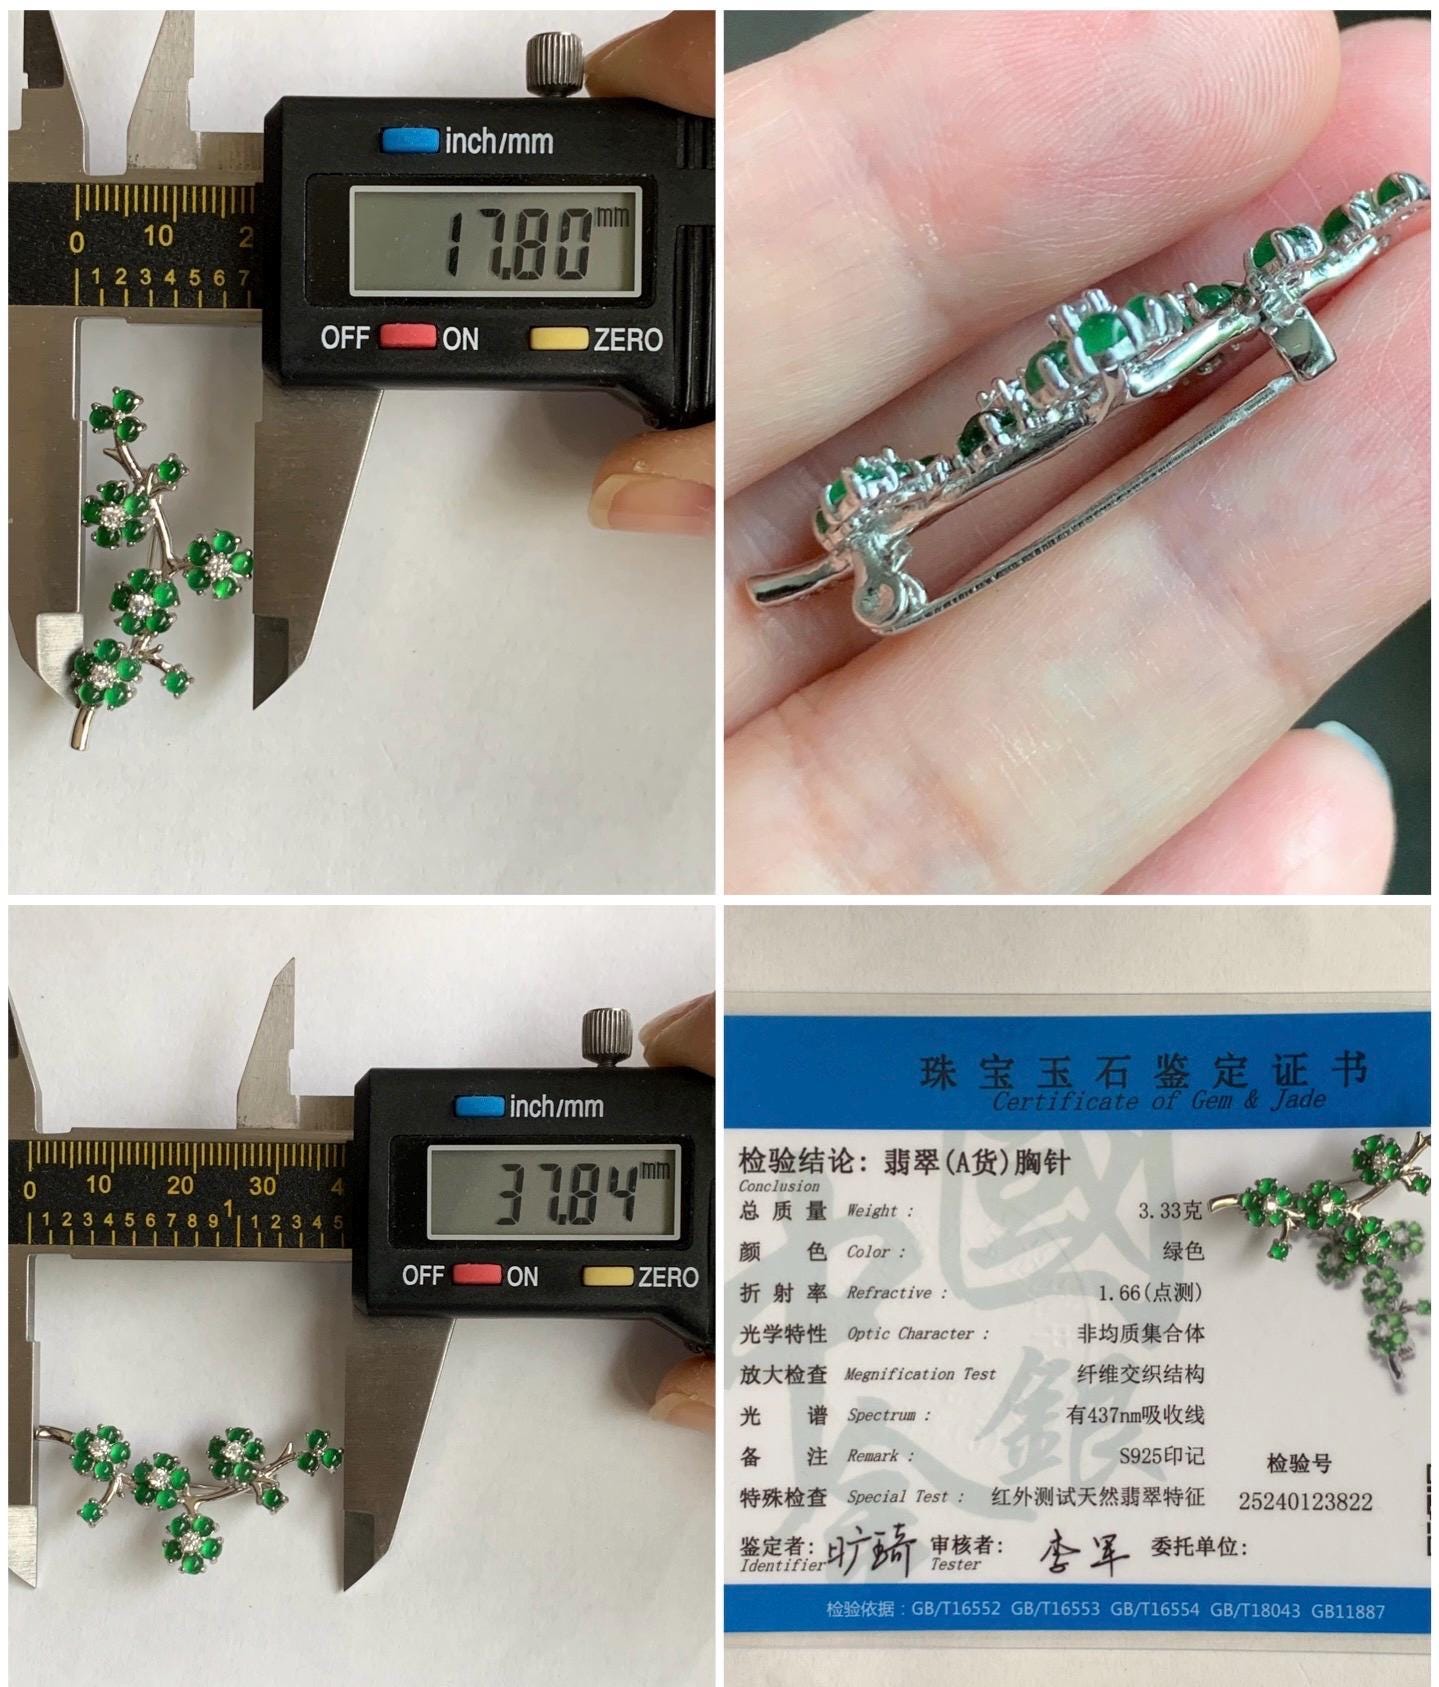 inch/mm
17.80 mm
OFF ON ZERO
0 10 2
1 2 3 4 5 6 7
inch/mm
37.84 mm
OFF ON ZERO
0 10 20 30 4
1 2 3 4 5 6 7 8 9 1 1 2 3 4 5
珠宝玉石鉴定证书
Certificate of Gem & Jade
检验结论: 翡翠(A货)胸针
Conclusion
总质量 Weight : 3.33克
颜色 Color : 绿色
折射率 Refractive : 1.66(点测)
光学特性 Optic Character : 非均质集合体
放大检查 Megnification Test 纤维交织结构
光谱 Spectrum : 有437nm吸收线
备注 Remark : S925印记
检验号
特殊检查 Special Test : 红外测试天然翡翠特征
25240123822
鉴定者: 旷琦 审核者: 李军 委托单位:
Identifier Tester
检验依据:GB/T16552 GB/T16553 GB/T16554 GB/T18043 GB11887